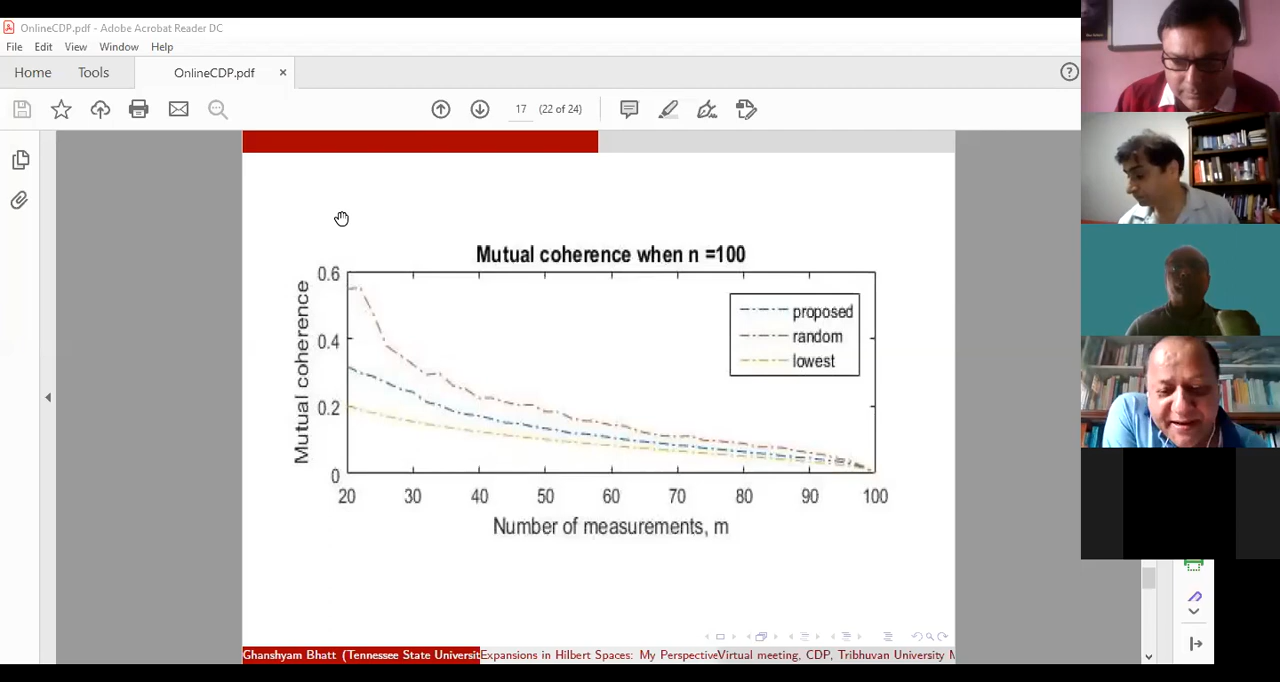 OnlineCDP.pdf - Adobe Acrobat Reader DC
File Edit View Window Help
Home Tools OnlineCDP.pdf ×
17 (22 of 24)
Mutual coherence when n =100
Mutual coherence
0.6
0.4
0.2
0
proposed
random
lowest
20 30 40 50 60 70 80 90 100
Number of measurements, m
Ghanshyam Bhatt (Tennessee State Universit Expansions in Hilbert Spaces: My Perspective Virtual meeting, CDP, Tribhuvan University